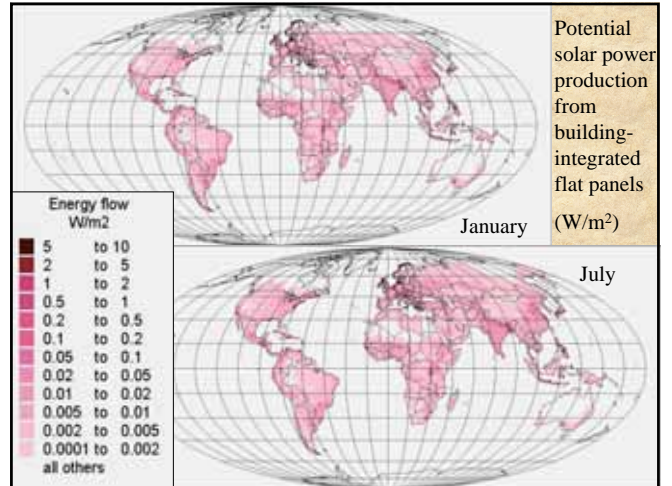 Potential
solar power
production
from
building-
integrated
flat panels
(W/m²)
January
July
Energy flow
W/m2
5 to 10
2 to 5
1 to 2
0.5 to 1
0.2 to 0.5
0.1 to 0.2
0.05 to 0.1
0.02 to 0.05
0.01 to 0.02
0.005 to 0.01
0.002 to 0.005
0.0001 to 0.002
all others